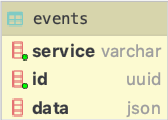 events
service varchar
id uuid
data json